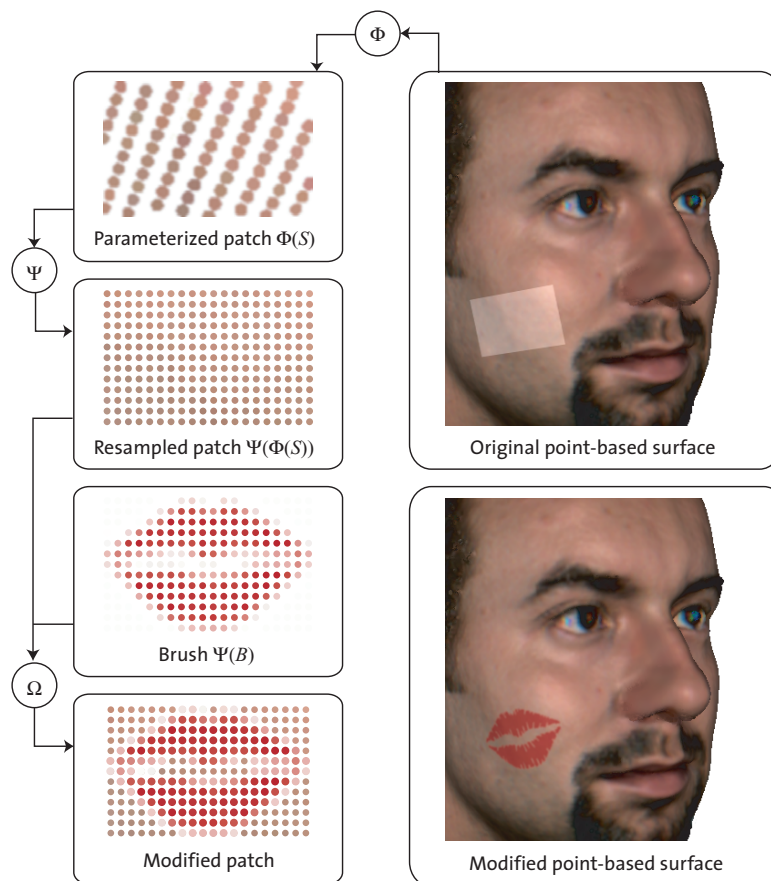 Φ
Parameterized patch Φ(S)
Ψ
Resampled patch Ψ(Φ(S))
Original point-based surface
Brush Ψ(B)
Ω
Modified patch
Modified point-based surface